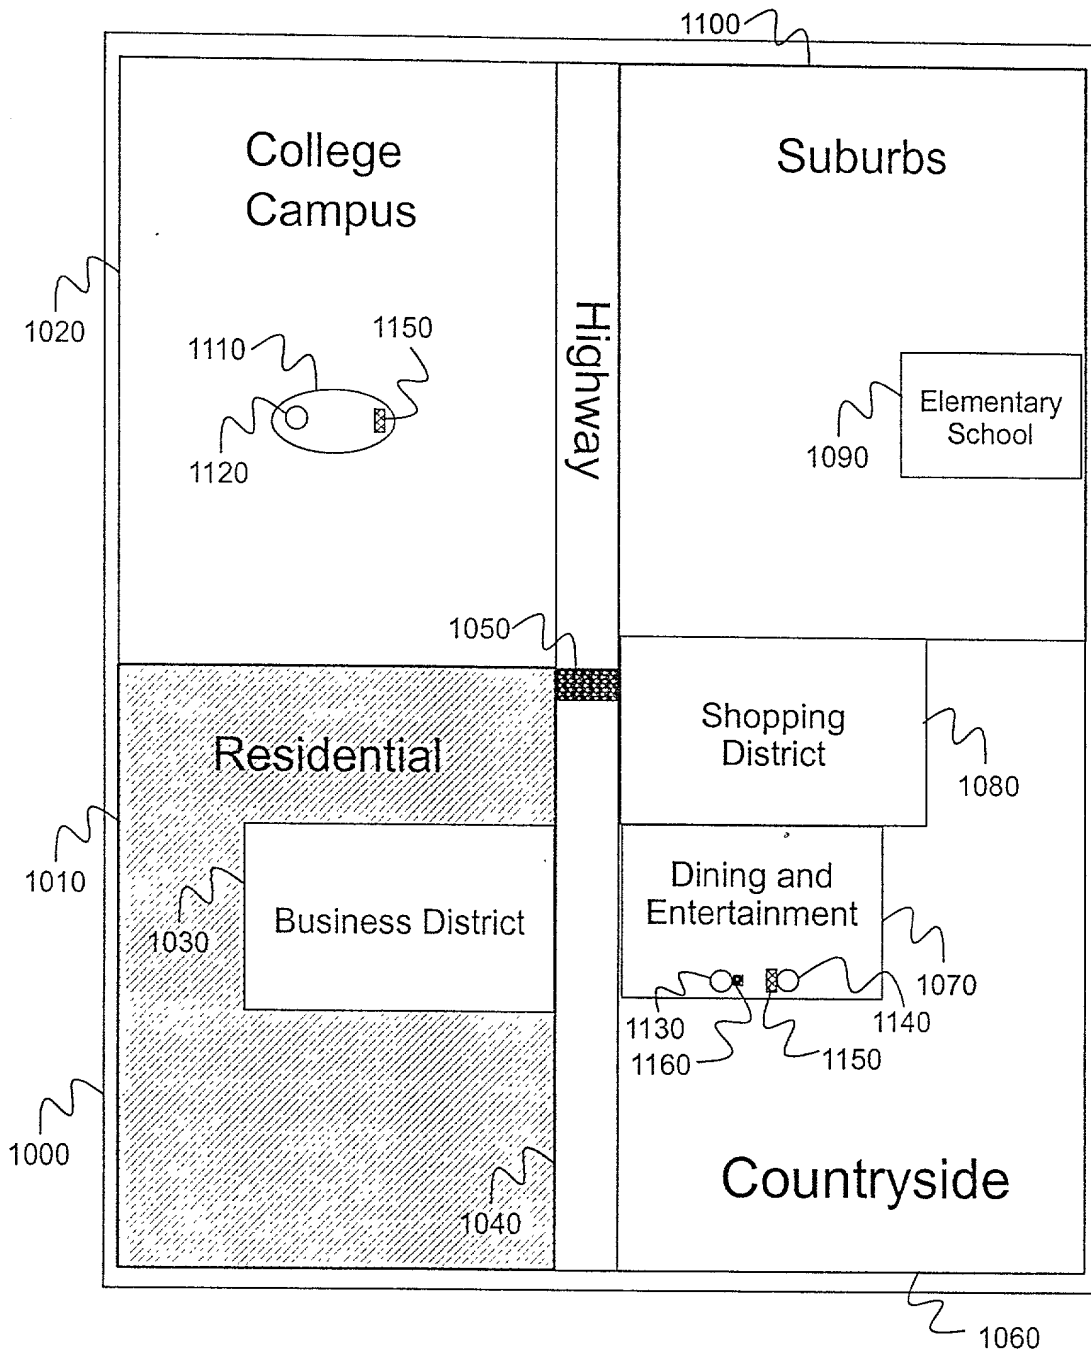 1100
College
Campus
Suburbs
1020
1110
1150
Highway
Elementary
School
1120
1090
1050
Shopping
District
Residential
1080
1010
Dining and
Entertainment
1030
Business District
1070
1130
1140
1160
1150
1000
Countryside
1040
1060